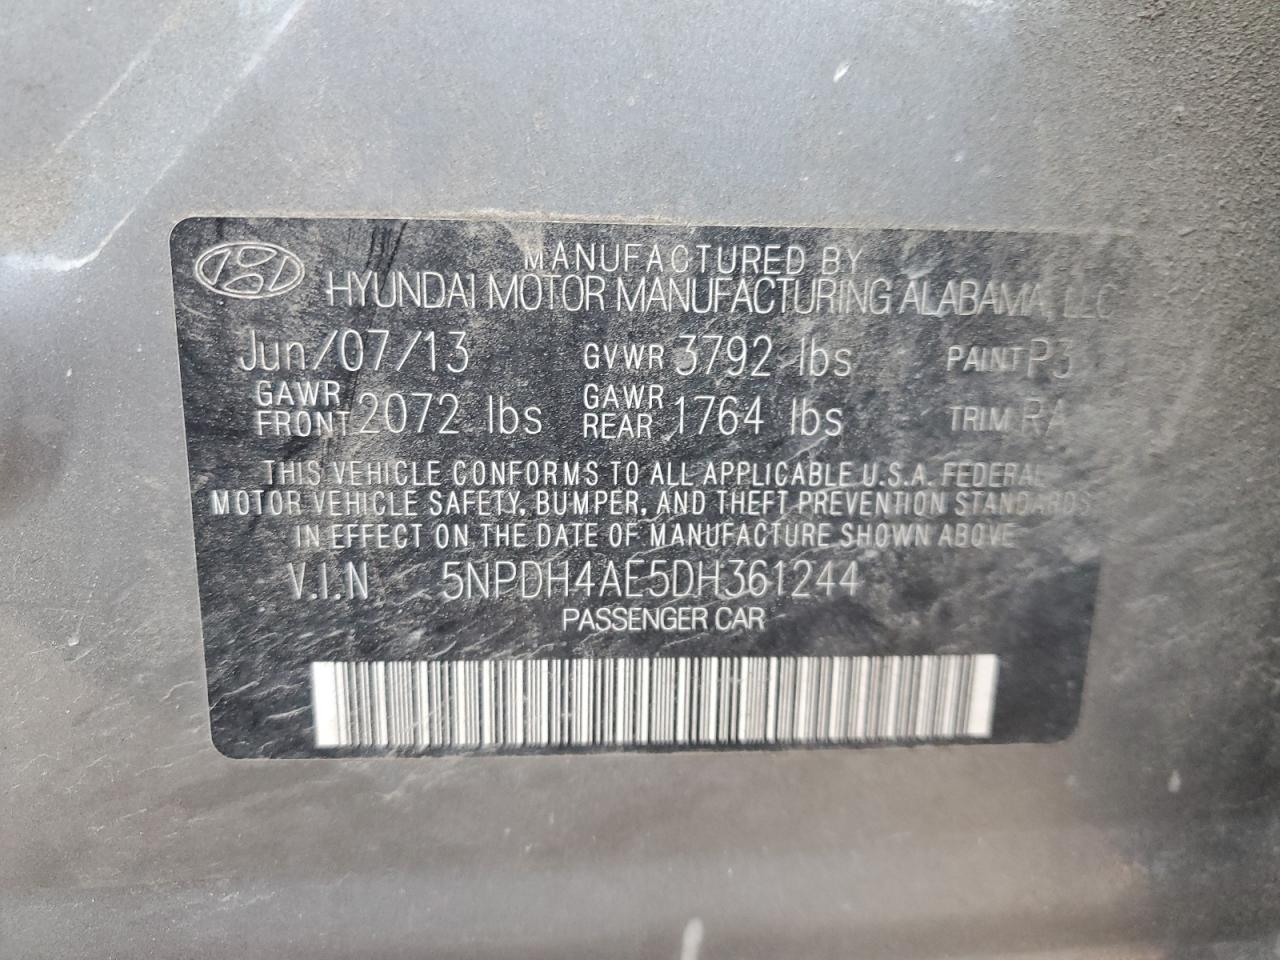 MANUFACTURED BY
HYUNDAI MOTOR MANUFACTURING ALABAMA, LLC
Jun/07/13 GVWR 3792 lbs PAINT P3
GAWR FRONT 2072 lbs GAWR REAR 1764 lbs TRIM RA
THIS VEHICLE CONFORMS TO ALL APPLICABLE U.S.A. FEDERAL
MOTOR VEHICLE SAFETY, BUMPER, AND THEFT PREVENTION STANDARDS
IN EFFECT ON THE DATE OF MANUFACTURE SHOWN ABOVE
V.I.N 5NPDH4AE5DH361244
PASSENGER CAR